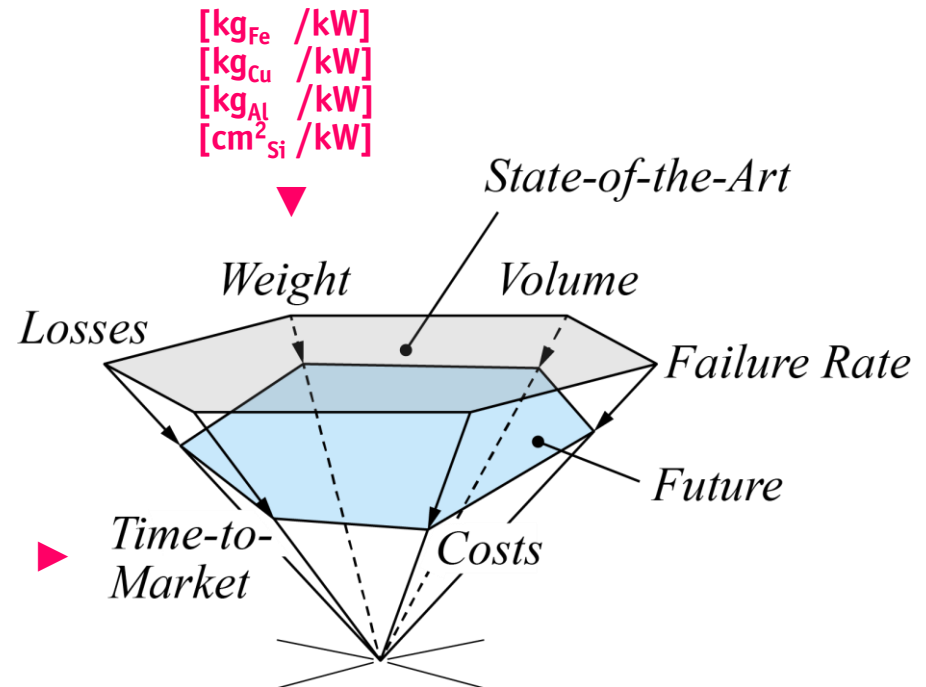 [kgFe /kW]
[kgCu /kW]
[kgAl /kW]
[cm²Si /kW]
State-of-the-Art
Weight
Volume
Losses
Failure Rate
Future
Time-to-
Market
Costs